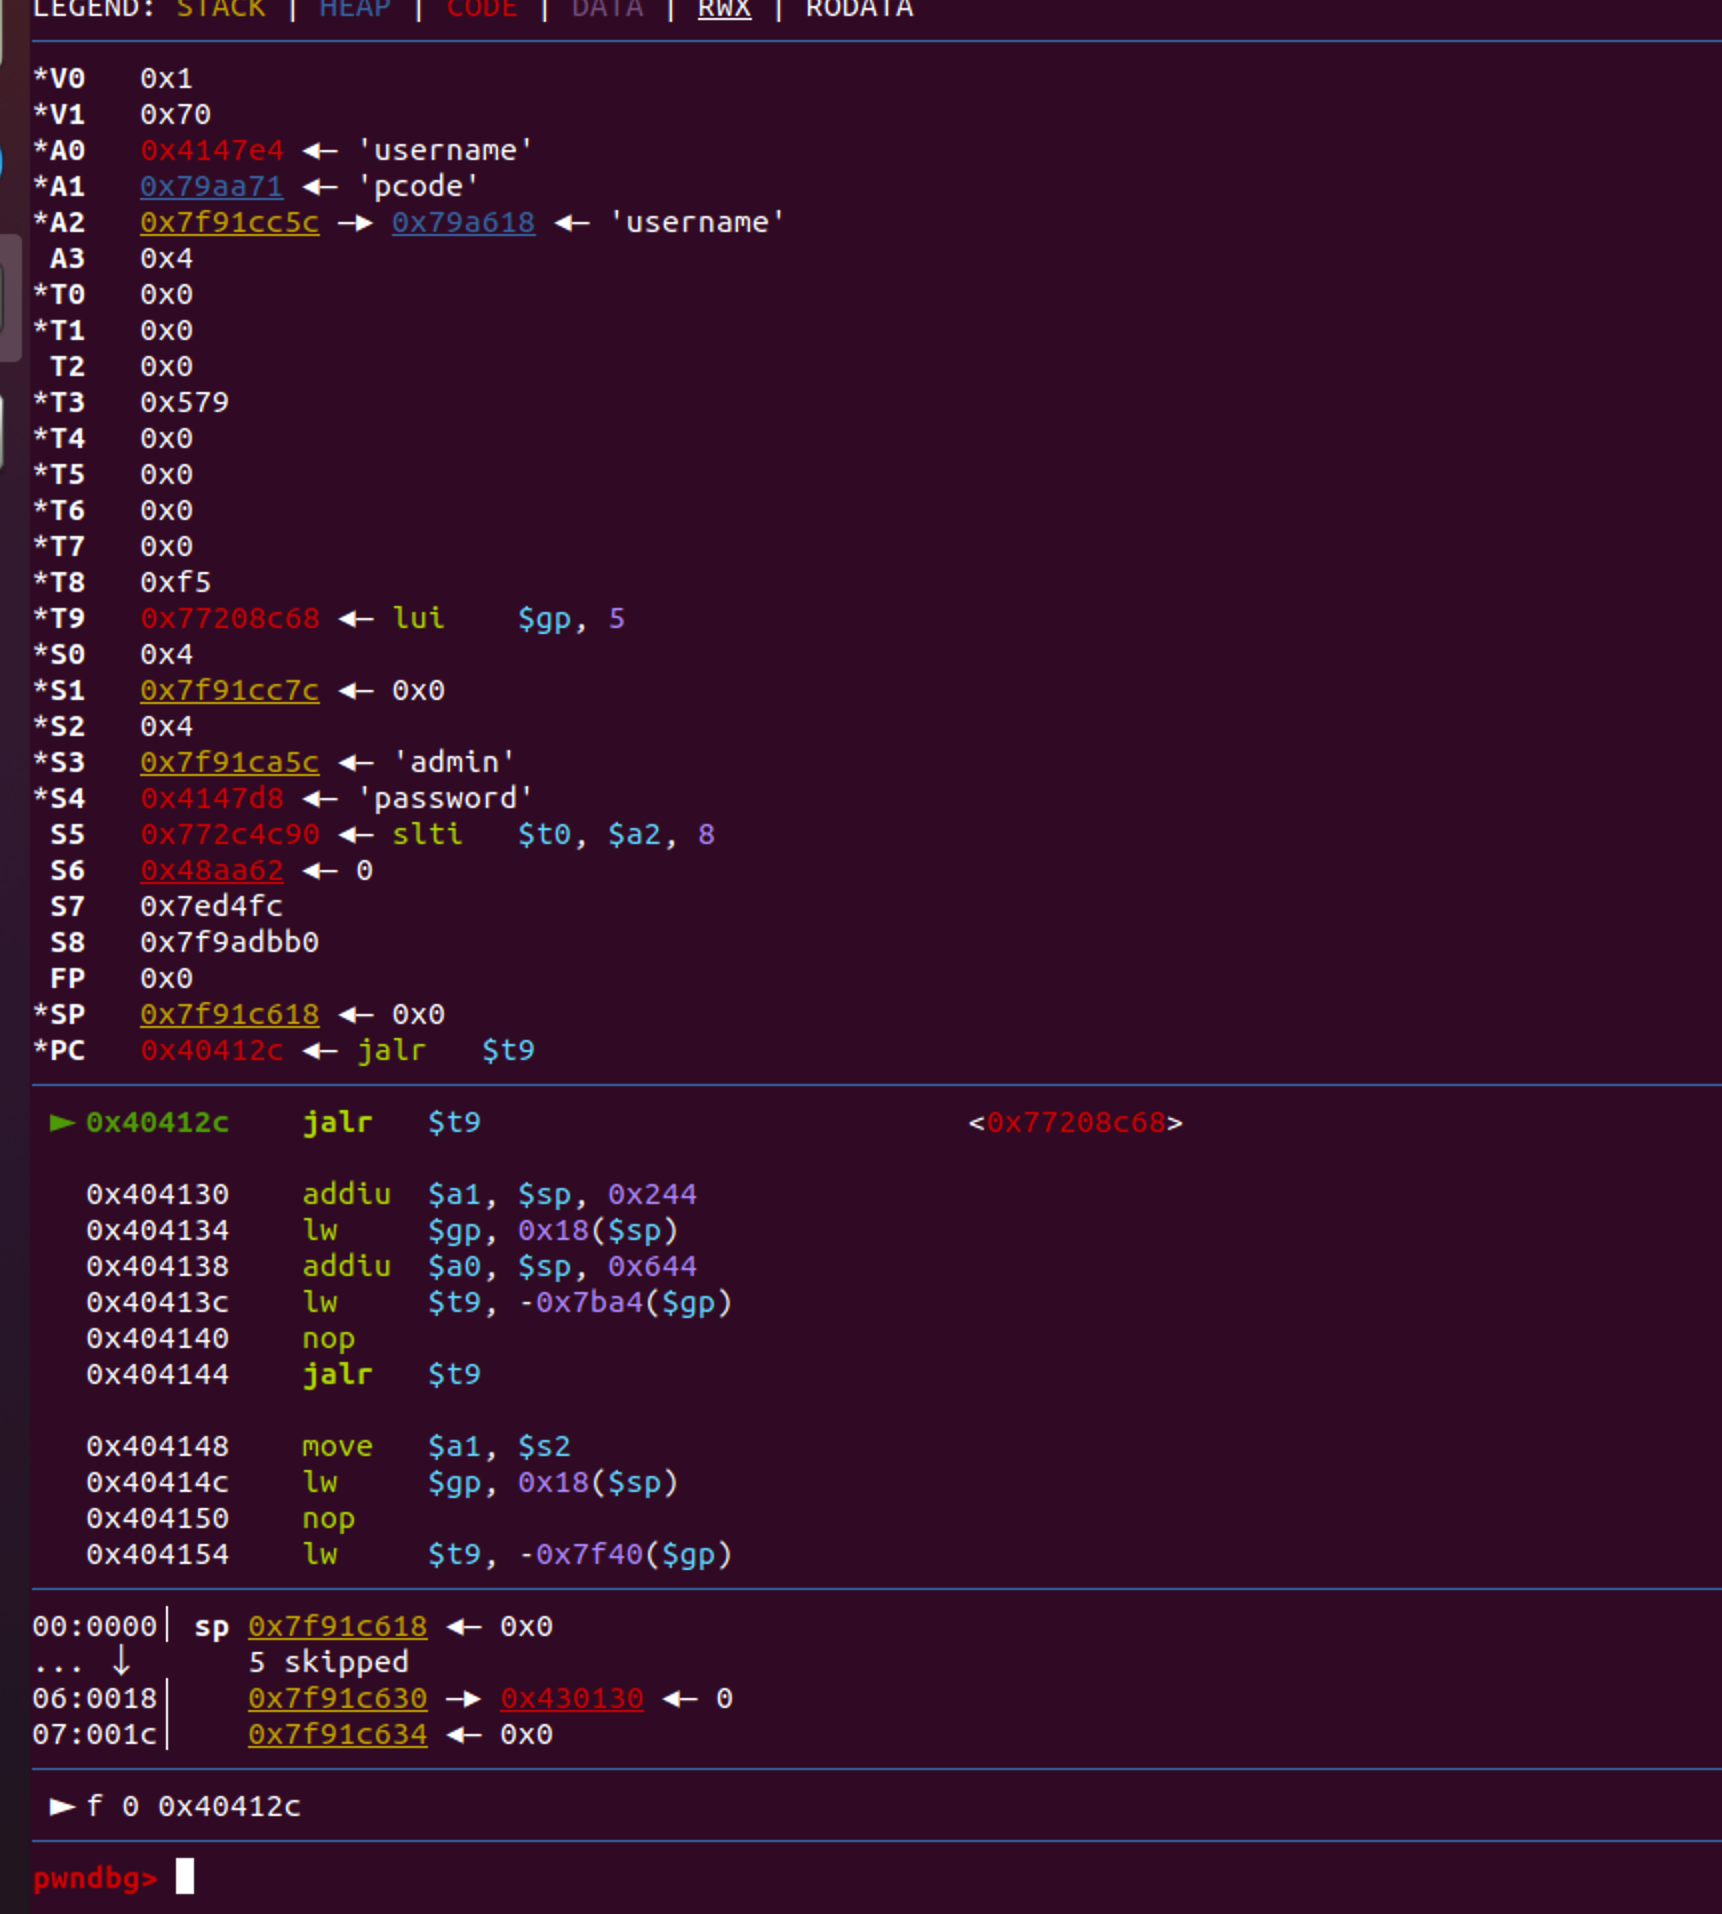 LEGEND: STACK | HEAP | CODE | DATA | RWX | RODATA
*V0 0x1
*V1 0x70
*A0 0x4147e4 ◂— 'username'
*A1 0x79aa71 ◂— 'pcode'
*A2 0x7f91cc5c —▸ 0x79a618 ◂— 'username'
A3 0x4
*T0 0x0
*T1 0x0
T2 0x0
*T3 0x579
*T4 0x0
*T5 0x0
*T6 0x0
*T7 0x0
*T8 0xf5
*T9 0x77208c68 ◂— lui $gp, 5
*S0 0x4
*S1 0x7f91cc7c ◂— 0x0
*S2 0x4
*S3 0x7f91ca5c ◂— 'admin'
*S4 0x4147d8 ◂— 'password'
S5 0x772c4c90 ◂— slti $t0, $a2, 8
S6 0x48aa62 ◂— 0
S7 0x7ed4fc
S8 0x7f9adbb0
FP 0x0
*SP 0x7f91c618 ◂— 0x0
*PC 0x40412c ◂— jalr $t9
► 0x40412c jalr $t9 <0x77208c68>
0x404130 addiu $a1, $sp, 0x244
0x404134 lw $gp, 0x18($sp)
0x404138 addiu $a0, $sp, 0x644
0x40413c lw $t9, -0x7ba4($gp)
0x404140 nop
0x404144 jalr $t9
0x404148 move $a1, $s2
0x40414c lw $gp, 0x18($sp)
0x404150 nop
0x404154 lw $t9, -0x7f40($gp)
00:0000│ sp 0x7f91c618 ◂— 0x0
... ↓ 5 skipped
06:0018│ 0x7f91c630 —▸ 0x430130 ◂— 0
07:001c│ 0x7f91c634 ◂— 0x0
► f 0 0x40412c
pwndbg>